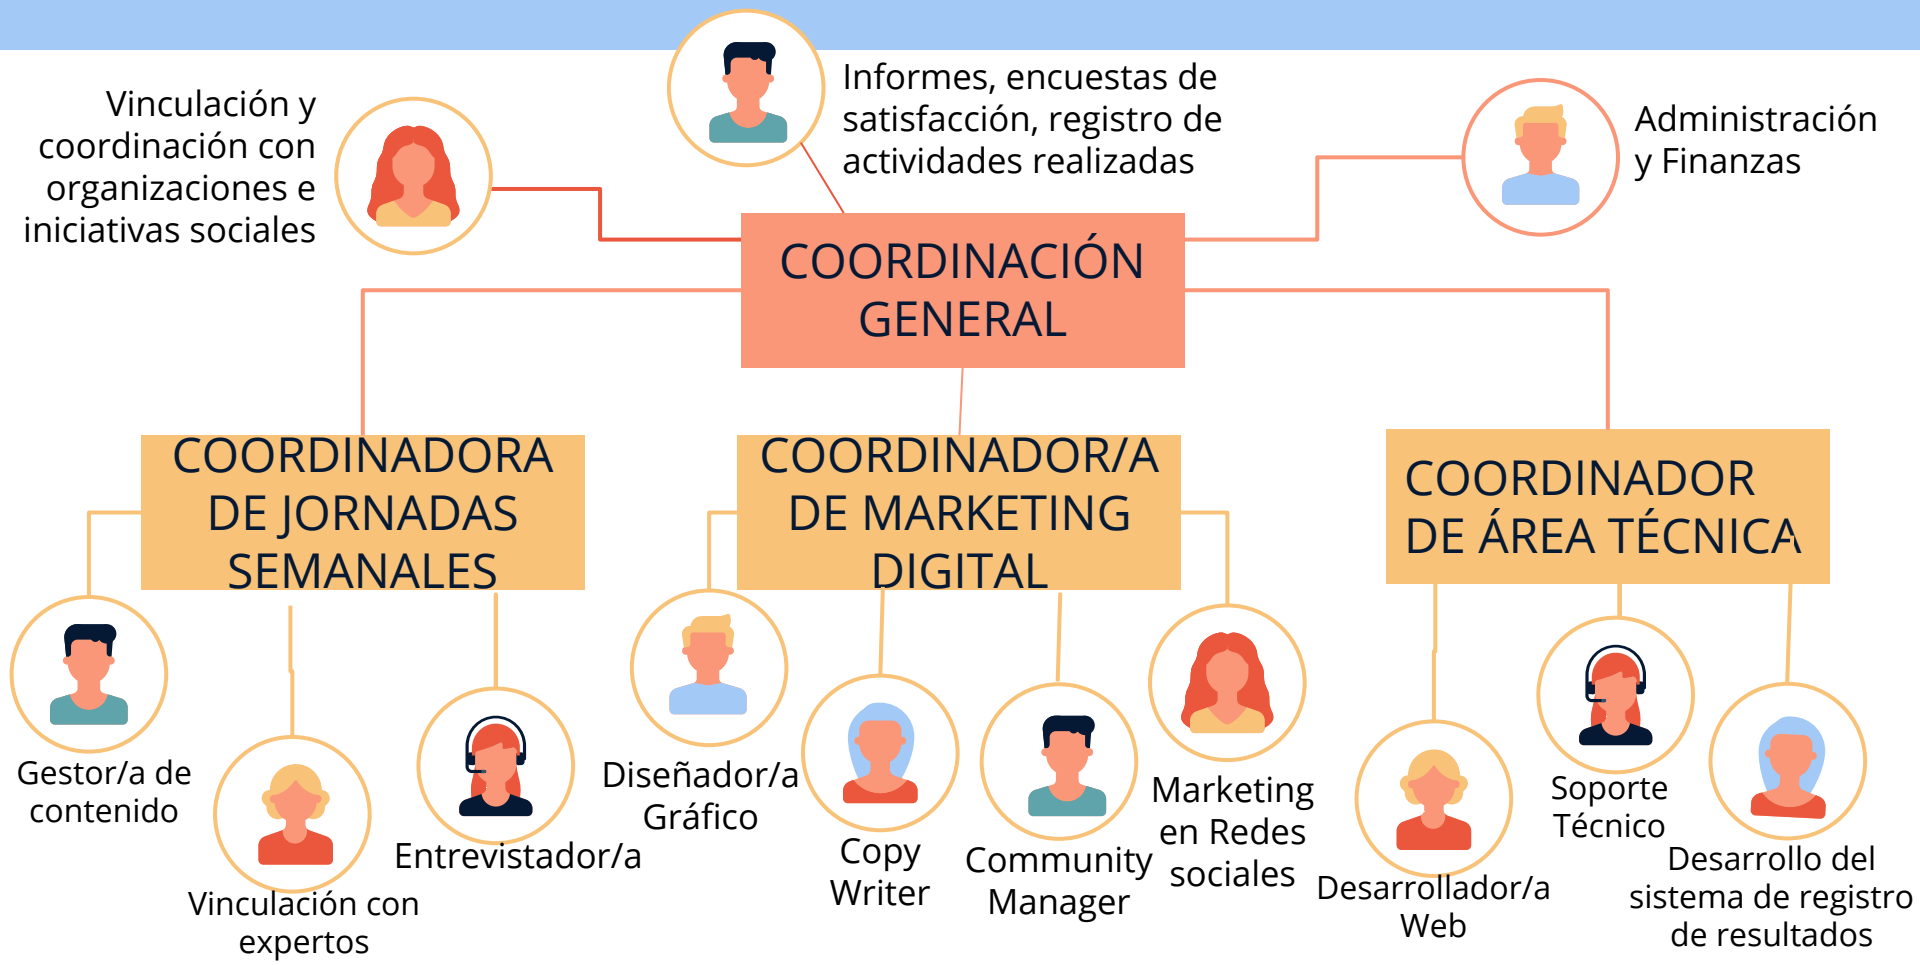 Vinculación y
coordinación con
organizaciones e
iniciativas sociales
Informes, encuestas de
satisfacción, registro de
actividades realizadas
Administración
y Finanzas
COORDINACIÓN
GENERAL
COORDINADORA
DE JORNADAS
SEMANALES
COORDINADOR/A
DE MARKETING
DIGITAL
COORDINADOR
DE ÁREA TÉCNICA
Gestor/a de
contenido
Vinculación con
expertos
Entrevistador/a
Diseñador/a
Gráfico
Copy
Writer
Community
Manager
Marketing
en Redes
sociales
Desarrollador/a
Web
Soporte
Técnico
Desarrollo del
sistema de registro
de resultados